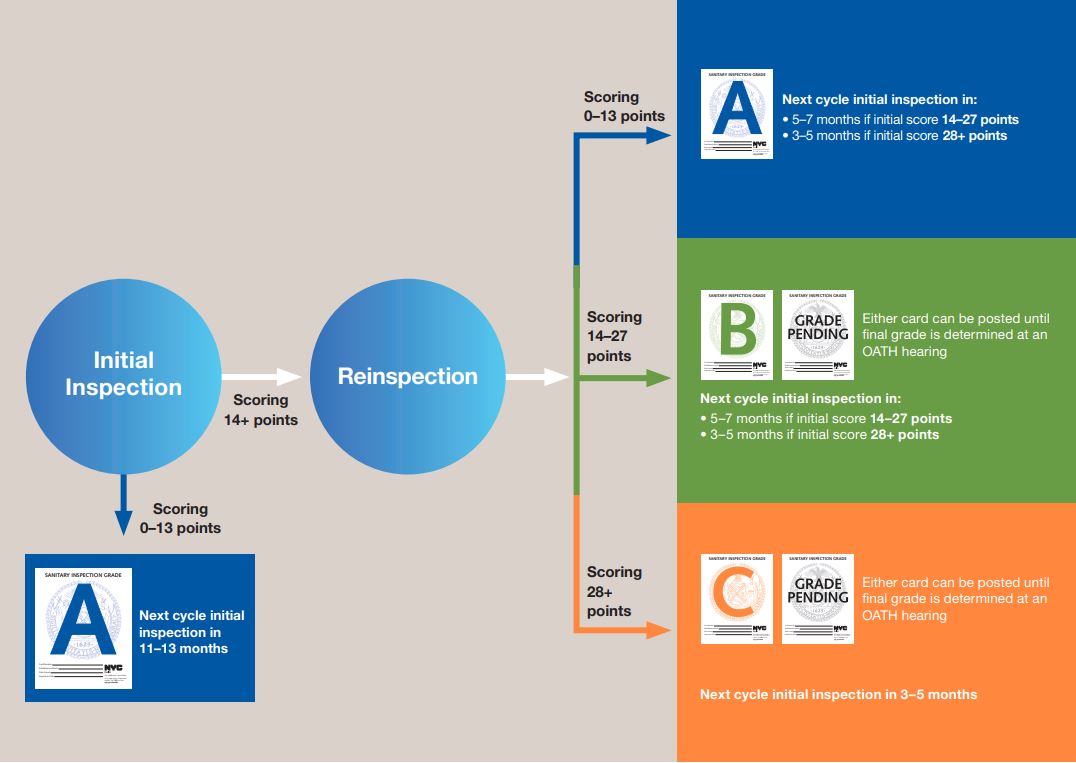 Initial
Inspection
Scoring
14+ points
Reinspection
Scoring
0–13 points
SANITARY INSPECTION GRADE
A
1625
NYC
Next cycle initial
inspection in
11–13 months
Scoring
0–13 points
SANITARY INSPECTION GRADE
A
NYC
Next cycle initial inspection in:
• 5–7 months if initial score 14–27 points
• 3–5 months if initial score 28+ points
Scoring
14–27
points
SANITARY INSPECTION GRADE
B
NYC
SANITARY INSPECTION GRADE
GRADE
PENDING
NYC
Either card can be posted until
final grade is determined at an
OATH hearing
Next cycle initial inspection in:
• 5–7 months if initial score 14–27 points
• 3–5 months if initial score 28+ points
Scoring
28+
points
SANITARY INSPECTION GRADE
C
NYC
SANITARY INSPECTION GRADE
GRADE
PENDING
NYC
Either card can be posted until
final grade is determined at an
OATH hearing
Next cycle initial inspection in 3–5 months